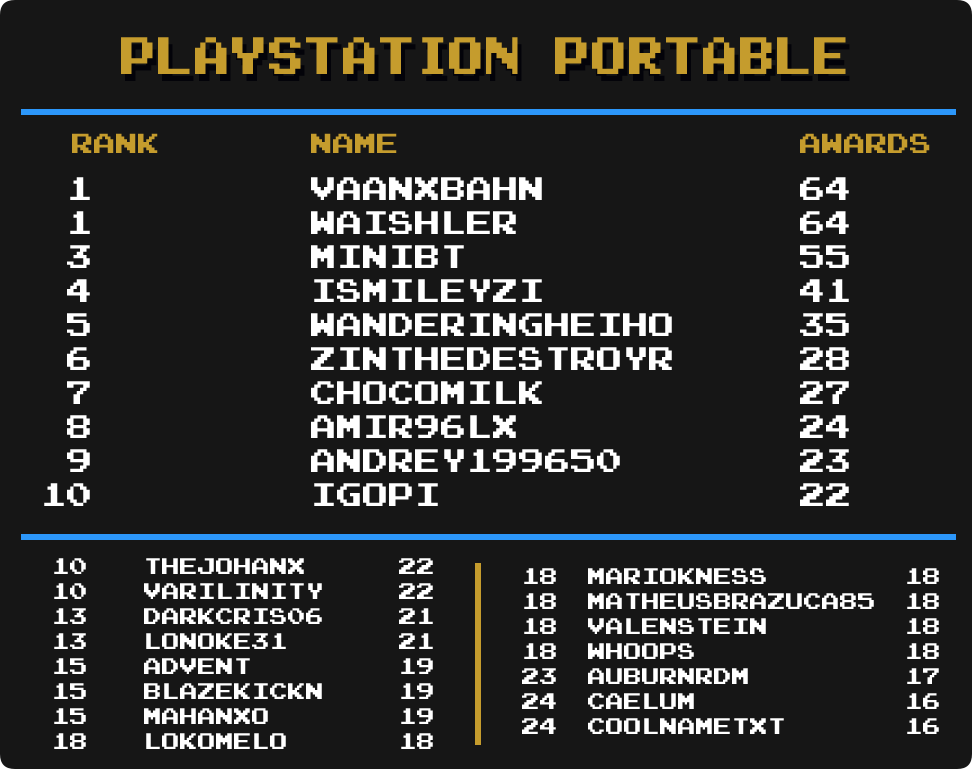 PLAYSTATION PORTABLE
RANK NAME AWARDS
1 VAANXBAHN 64
1 WAISHLER 64
3 MINIBT 55
4 ISMILEYZI 41
5 WANDERINGHEIHO 35
6 ZINTHEDESTROYR 28
7 CHOCOMILK 27
8 AMIR96LX 24
9 ANDREY199650 23
10 IGOPI 22
10 THEJOHANX 22
10 VARILINITY 22
13 DARKCRIS06 21
13 LONOKE31 21
15 ADVENT 19
15 BLAZEKICKN 19
15 MAHANXO 19
18 LOKOMELO 18
18 MARIOKNESS 18
18 MATHEUSBRAZUCA85 18
18 VALENSTEIN 18
18 WHOOPS 18
23 AUBURNRDM 17
24 CAELUM 16
24 COOLNAMETXT 16